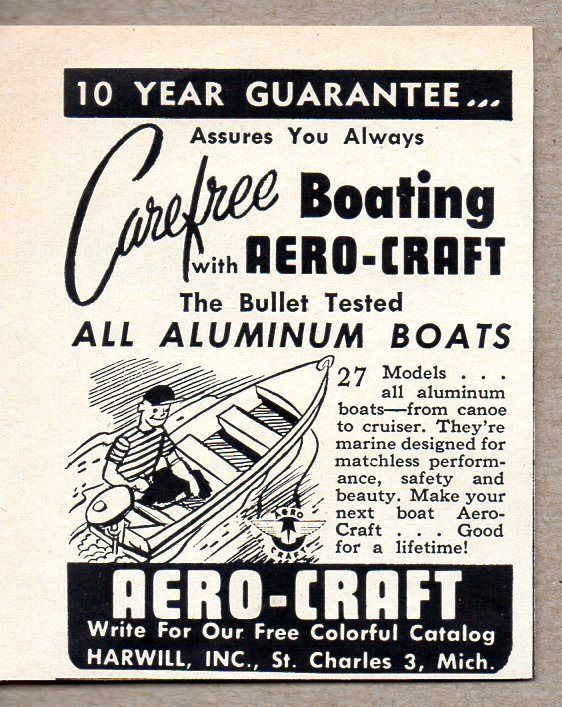 10 YEAR GUARANTEE...
Assures You Always
Carefree Boating
with AERO-CRAFT
The Bullet Tested
ALL ALUMINUM BOATS
27 Models . . .
all aluminum
boats—from canoe
to cruiser. They're
marine designed for
matchless perform-
ance, safety and
beauty. Make your
next boat Aero-
Craft . . . Good
for a lifetime!
AERO
CRAFT
AERO-CRAFT
Write For Our Free Colorful Catalog
HARWILL, INC., St. Charles 3, Mich.